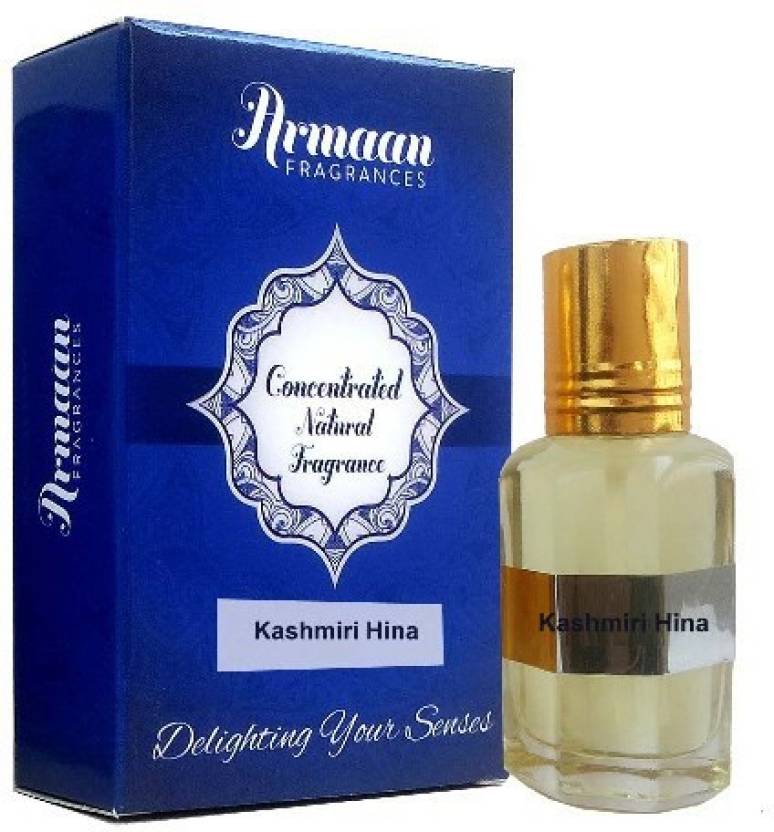 Armaan
FRAGRANCES
Armaan
FRAGRANCES
Concentrated
Natural
Fragrance
Kashmiri Hina
Delighting Your Senses
Kashmiri Hina